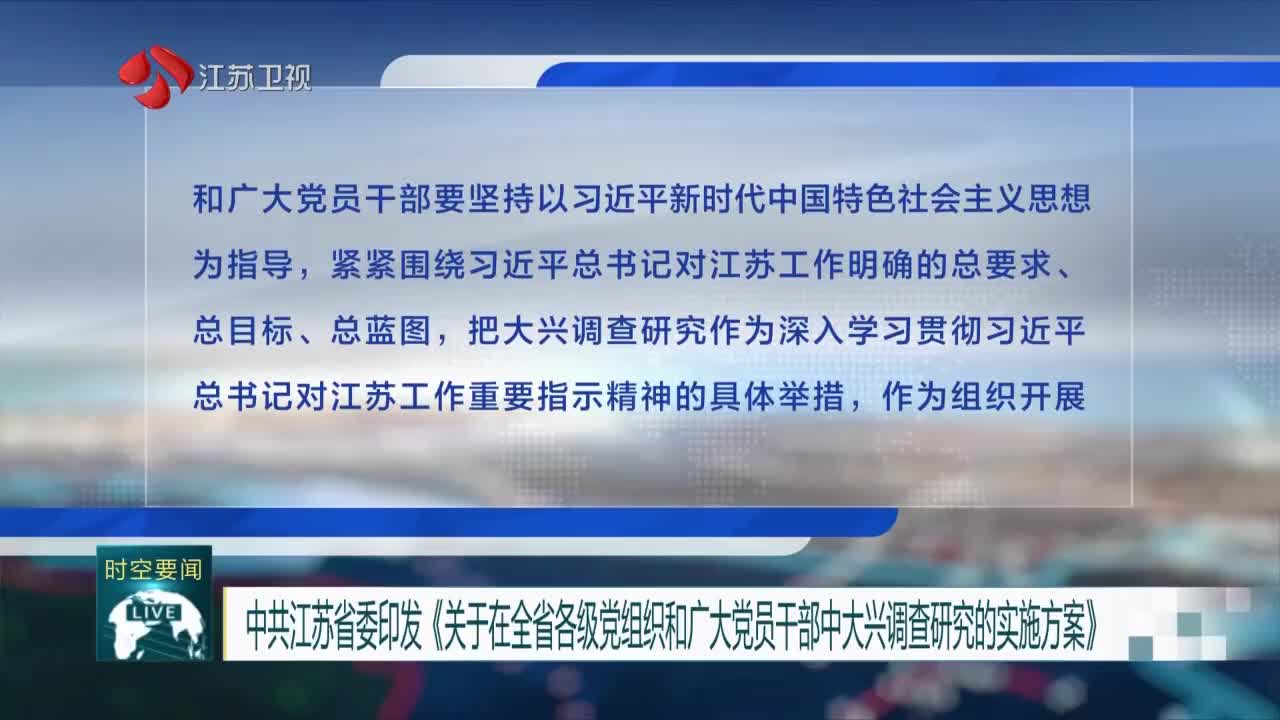 江苏卫视
和广大党员干部要坚持以习近平新时代中国特色社会主义思想
为指导，紧紧围绕习近平总书记对江苏工作明确的总要求、
总目标、总蓝图，把大兴调查研究作为深入学习贯彻习近平
总书记对江苏工作重要指示精神的具体举措，作为组织开展
时空要闻
LIVE
中共江苏省委印发《关于在全省各级党组织和广大党员干部中大兴调查研究的实施方案》